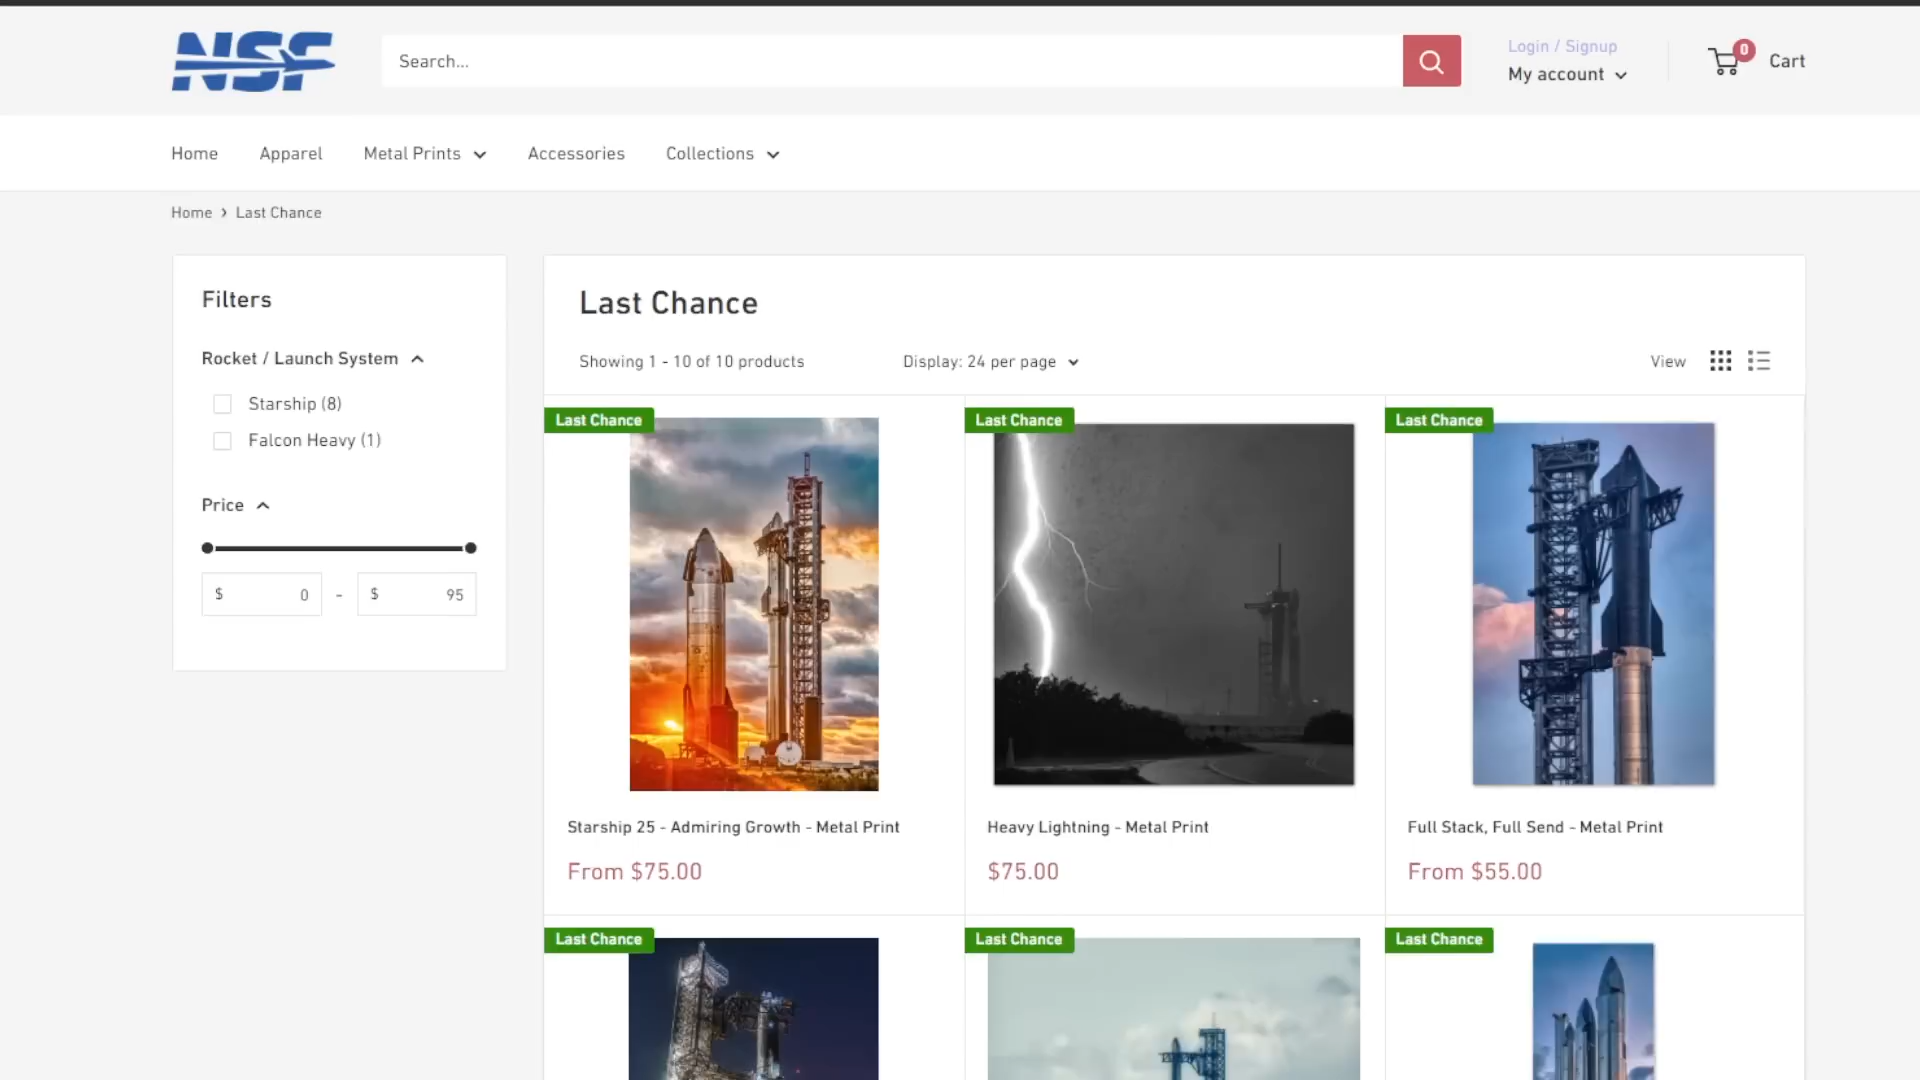 NSF
Search...
Login / Signup
My account
0
Cart
Home
Apparel
Metal Prints
Accessories
Collections
Home › Last Chance
Filters
Rocket / Launch System
Starship (8)
Falcon Heavy (1)
Price
$ 0 - $ 95
Last Chance
Showing 1 - 10 of 10 products
Display: 24 per page
View
Last Chance
Last Chance
Last Chance
Starship 25 - Admiring Growth - Metal Print
From $75.00
Heavy Lightning - Metal Print
$75.00
Full Stack, Full Send - Metal Print
From $55.00
Last Chance
Last Chance
Last Chance